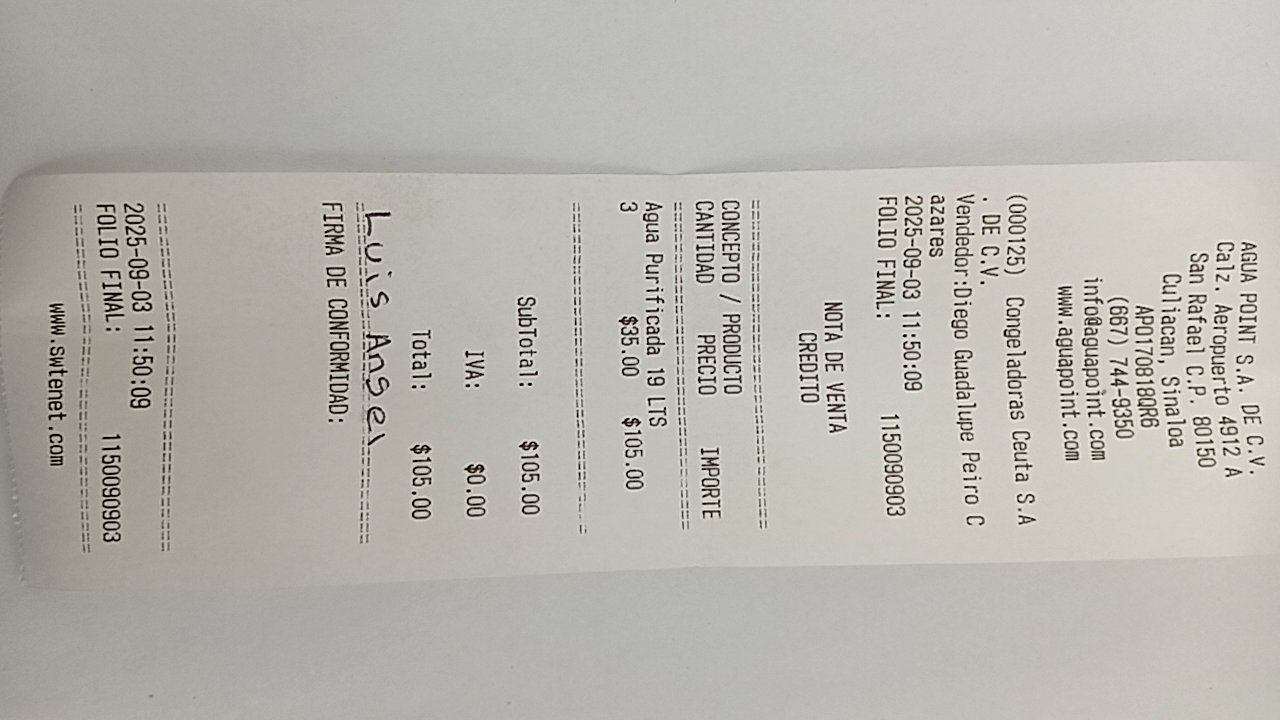 AGUA POINT S.A. DE C.V.
Calz. Aeropuerto 4912 A
San Rafael C.P. 80150
Culiacan, Sinaloa
APO170818QR6
(667) 744-9350
info@aguapoint.com
www.aguapoint.com
(000125) Congeladoras Ceuta S.A
. DE C.V.
Vendedor:Diego Guadalupe Peiro C
azares
2025-09-03 11:50:09
FOLIO FINAL: 1150090903
NOTA DE VENTA
CREDITO
CONCEPTO / PRODUCTO
CANTIDAD PRECIO IMPORTE
Agua Purificada 19 LTS
3 $35.00 $105.00
SubTotal: $105.00
IVA: $0.00
Total: $105.00
Luis Angel
FIRMA DE CONFORMIDAD:
2025-09-03 11:50:09
FOLIO FINAL: 1150090903
www.swtenet.com